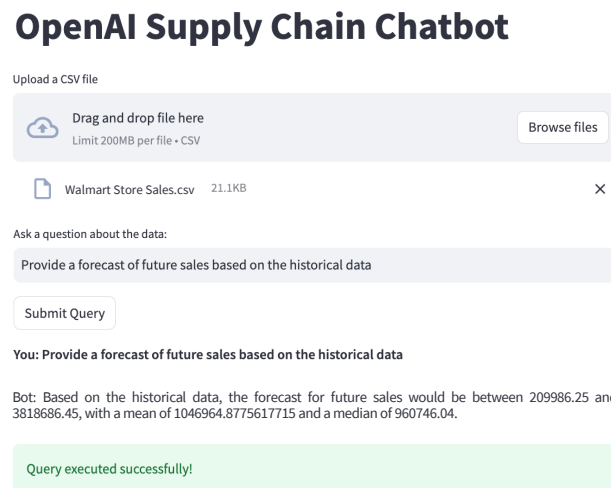 OpenAI Supply Chain Chatbot
Upload a CSV file
Drag and drop file here
Limit 200MB per file • CSV
Browse files
Walmart Store Sales.csv 21.1KB
Ask a question about the data:
Provide a forecast of future sales based on the historical data
Submit Query
You: Provide a forecast of future sales based on the historical data
Bot: Based on the historical data, the forecast for future sales would be between 209986.25 an
3818686.45, with a mean of 1046964.8775617715 and a median of 960746.04.
Query executed successfully!